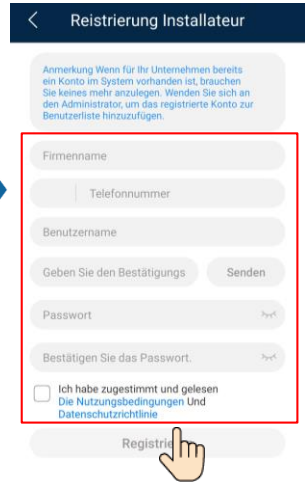 Reistrierung Installateur
Anmerkung Wenn für Ihr Unternehmen bereits
ein Konto im System vorhanden ist, brauchen
Sie keines mehr anzulegen. Wenden Sie sich an
den Administrator, um das registrierte Konto zur
Benutzerliste hinzuzufügen.
Firmenname
Telefonnummer
Benutzername
Geben Sie den Bestätigungs Senden
Passwort
Bestätigen Sie das Passwort.
Ich habe zugestimmt und gelesen
Die Nutzungsbedingungen Und
Datenschutzrichtlinie